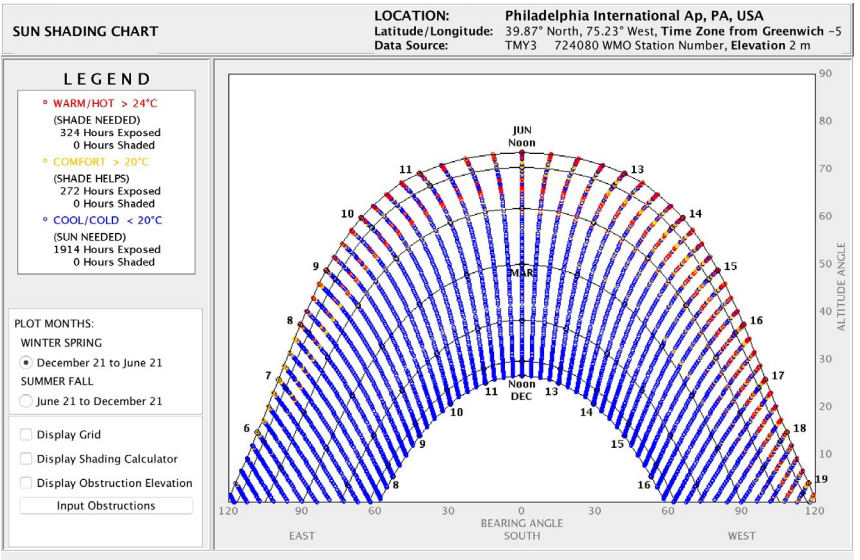 SUN SHADING CHART
LOCATION: Philadelphia International Ap, PA, USA
Latitude/Longitude: 39.87° North, 75.23° West, Time Zone from Greenwich -5
Data Source: TMY3 724080 WMO Station Number, Elevation 2 m
LEGEND
WARM/HOT > 24°C
(SHADE NEEDED)
324 Hours Exposed
0 Hours Shaded
COMFORT > 20°C
(SHADE HELPS)
272 Hours Exposed
0 Hours Shaded
COOL/COLD < 20°C
(SUN NEEDED)
1914 Hours Exposed
0 Hours Shaded
PLOT MONTHS:
WINTER SPRING
December 21 to June 21
SUMMER FALL
June 21 to December 21
Display Grid
Display Shading Calculator
Display Obstruction Elevation
Input Obstructions
90
80
70
60
50
40
30
20
10
ALTITUDE ANGLE
JUN
Noon
11 13
10 14
9 15
MAR
8 16
7 17
6 18
19
Noon
DEC
11 13
10 14
9 15
8 16
120 90 60 30 0 30 60 90 120
BEARING ANGLE
EAST SOUTH WEST